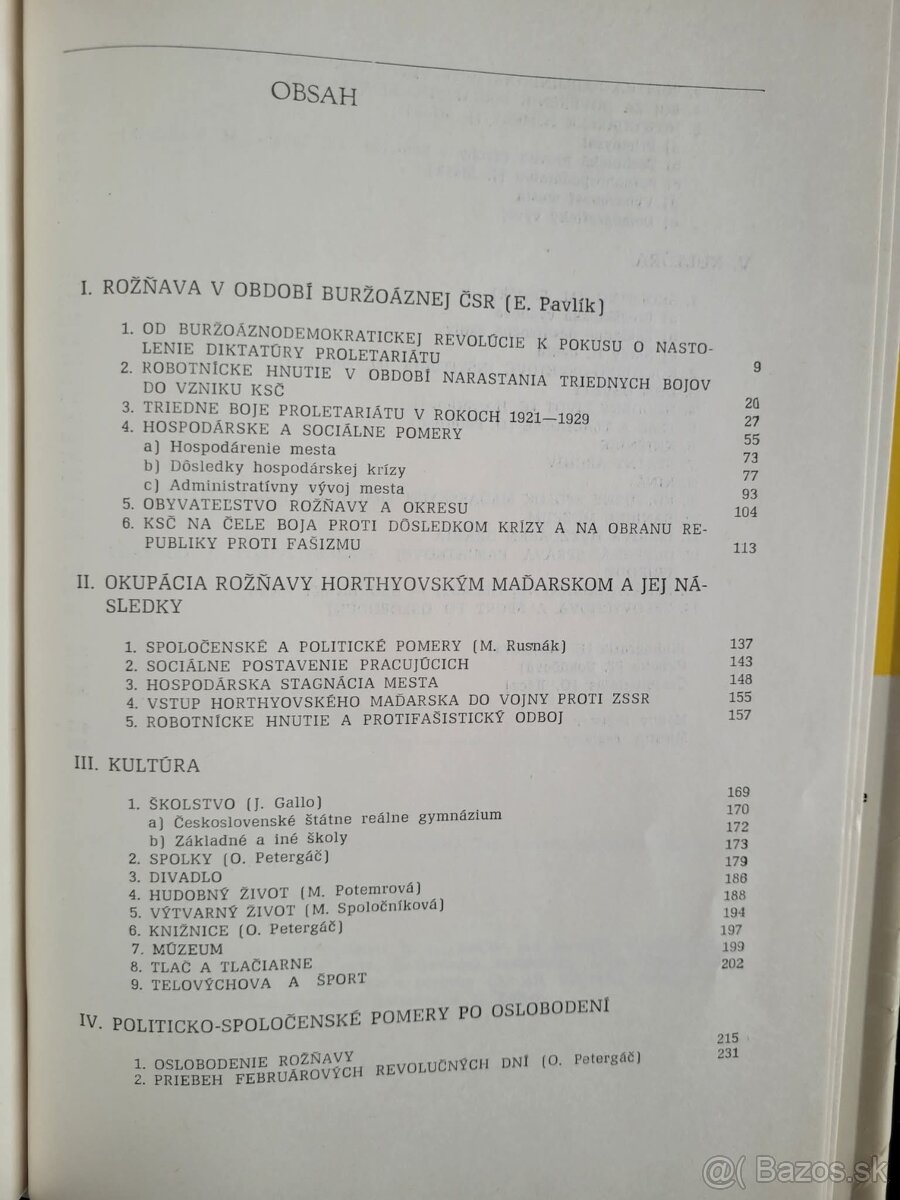 OBSAH
I. ROŽŇAVA V OBDOBÍ BURŽOÁZNEJ ČSR (E. Pavlík)
1. OD BURŽOÁZNODEMOKRATICKEJ REVOLÚCIE K POKUSU O NASTO-
LENIE DIKTATÚRY PROLETARIÁTU 9
2. ROBOTNÍCKE HNUTIE V OBDOBÍ NARASTANIA TRIEDNYCH BOJOV
DO VZNIKU KSČ 20
3. TRIEDNE BOJE PROLETARIÁTU V ROKOCH 1921—1929 27
4. HOSPODÁRSKE A SOCIÁLNE POMERY 55
a) Hospodárenie mesta 73
b) Dôsledky hospodárskej krízy 77
c) Administratívny vývoj mesta 93
5. OBYVATEĽSTVO ROŽŇAVY A OKRESU 104
6. KSČ NA ČELE BOJA PROTI DÔSLEDKOM KRÍZY A NA OBRANU RE-
PUBLIKY PROTI FAŠIZMU 113
II. OKUPÁCIA ROŽŇAVY HORTHYOVSKÝM MAĎARSKOM A JEJ NÁ-
SLEDKY
1. SPOLOČENSKÉ A POLITICKÉ POMERY (M. Rusnák) 137
2. SOCIÁLNE POSTAVENIE PRACUJÚCICH 143
3. HOSPODÁRSKA STAGNÁCIA MESTA 148
4. VSTUP HORTHYOVSKÉHO MAĎARSKA DO VOJNY PROTI ZSSR 155
5. ROBOTNÍCKE HNUTIE A PROTIFAŠISTICKÝ ODBOJ 157
III. KULTÚRA
1. ŠKOLSTVO (J. Gallo) 169
a) Československé štátne reálne gymnázium 170
b) Základné a iné školy 172
2. SPOLKY (O. Petergáč) 173
3. DIVADLO 179
4. HUDOBNÝ ŽIVOT (M. Potemrová) 186
5. VÝTVARNÝ ŽIVOT (M. Spoločníková) 188
6. KNIŽNICE (O. Petergáč) 194
7. MÚZEUM 197
8. TLAČ A TLAČIARNE 199
9. TELOVÝCHOVA A ŠPORT 202
IV. POLITICKO-SPOLOČENSKÉ POMERY PO OSLOBODENÍ
1. OSLOBODENIE ROŽŇAVY 215
2. PRIEBEH FEBRUÁROVÝCH REVOLUČNÝCH DNÍ (O. Petergáč) 231
@ Bazos.sk